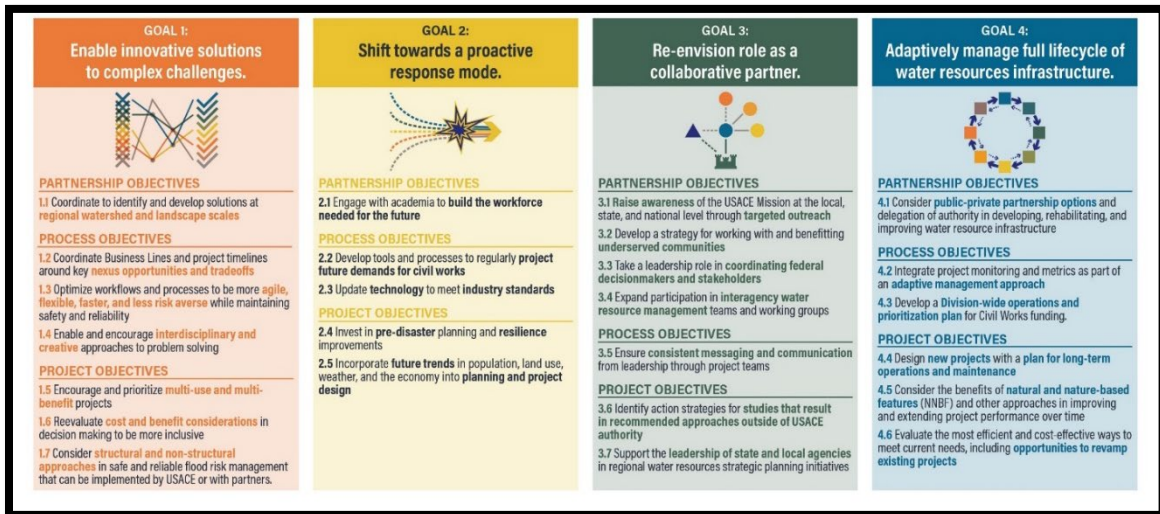 GOAL 1:
Enable innovative solutions
to complex challenges.
PARTNERSHIP OBJECTIVES
1.1 Coordinate to identify and develop solutions at
regional watershed and landscape scales
PROCESS OBJECTIVES
1.2 Coordinate Business Lines and project timelines
around key nexus opportunities and tradeoffs
1.3 Optimize workflows and processes to be more agile,
flexible, faster, and less risk averse while maintaining
safety and reliability
1.4 Enable and encourage interdisciplinary and
creative approaches to problem solving
PROJECT OBJECTIVES
1.5 Encourage and prioritize multi-use and multi-
benefit projects
1.6 Reevaluate cost and benefit considerations in
decision making to be more inclusive
1.7 Consider structural and non-structural
approaches in safe and reliable flood risk management
that can be implemented by USACE or with partners.
GOAL 2:
Shift towards a proactive
response mode.
PARTNERSHIP OBJECTIVES
2.1 Engage with academia to build the workforce
needed for the future
PROCESS OBJECTIVES
2.2 Develop tools and processes to regularly project
future demands for civil works
2.3 Update technology to meet industry standards
PROJECT OBJECTIVES
2.4 Invest in pre-disaster planning and resilience
improvements
2.5 Incorporate future trends in population, land use,
weather, and the economy into planning and project
design
GOAL 3:
Re-envision role as a
collaborative partner.
PARTNERSHIP OBJECTIVES
3.1 Raise awareness of the USACE Mission at the local,
state, and national level through targeted outreach
3.2 Develop a strategy for working with and benefitting
underserved communities
3.3 Take a leadership role in coordinating federal
decisionmakers and stakeholders
3.4 Expand participation in interagency water
resource management teams and working groups
PROCESS OBJECTIVES
3.5 Ensure consistent messaging and communication
from leadership through project teams
PROJECT OBJECTIVES
3.6 Identify action strategies for studies that result
in recommended approaches outside of USACE
authority
3.7 Support the leadership of state and local agencies
in regional water resources strategic planning initiatives
GOAL 4:
Adaptively manage full lifecycle of
water resources infrastructure.
PARTNERSHIP OBJECTIVES
4.1 Consider public-private partnership options and
delegation of authority in developing, rehabilitating, and
improving water resource infrastructure
PROCESS OBJECTIVES
4.2 Integrate project monitoring and metrics as part of
an adaptive management approach
4.3 Develop a Division-wide operations and
prioritization plan for Civil Works funding.
PROJECT OBJECTIVES
4.4 Design new projects with a plan for long-term
operations and maintenance
4.5 Consider the benefits of natural and nature-based
features (NNBF) and other approaches in improving
and extending project performance over time
4.6 Evaluate the most efficient and cost-effective ways to
meet current needs, including opportunities to revamp
existing projects